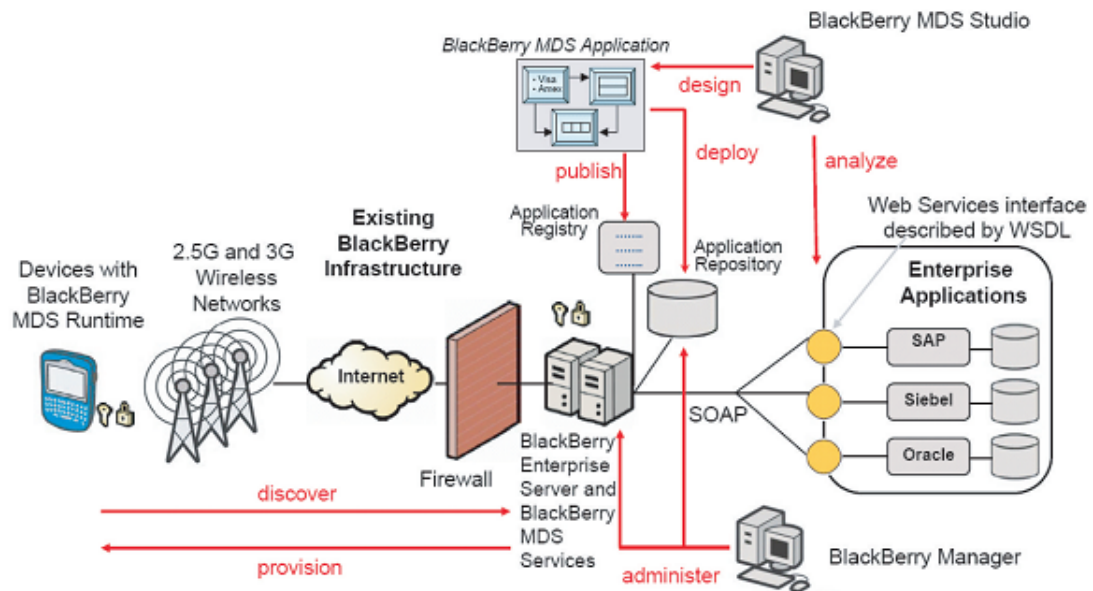 BlackBerry MDS Studio
BlackBerry MDS Application
- Visa
- Amex
design
deploy
analyze
publish
Web Services interface
described by WSDL
Existing
BlackBerry
Infrastructure
Application
Registry
Application
Repository
2.5G and 3G
Wireless
Networks
Devices with
BlackBerry
MDS Runtime
Enterprise
Applications
SAP
Internet
Siebel
SOAP
Oracle
Firewall
BlackBerry
Enterprise
Server and
BlackBerry
MDS
Services
discover
provision
administer
BlackBerry Manager